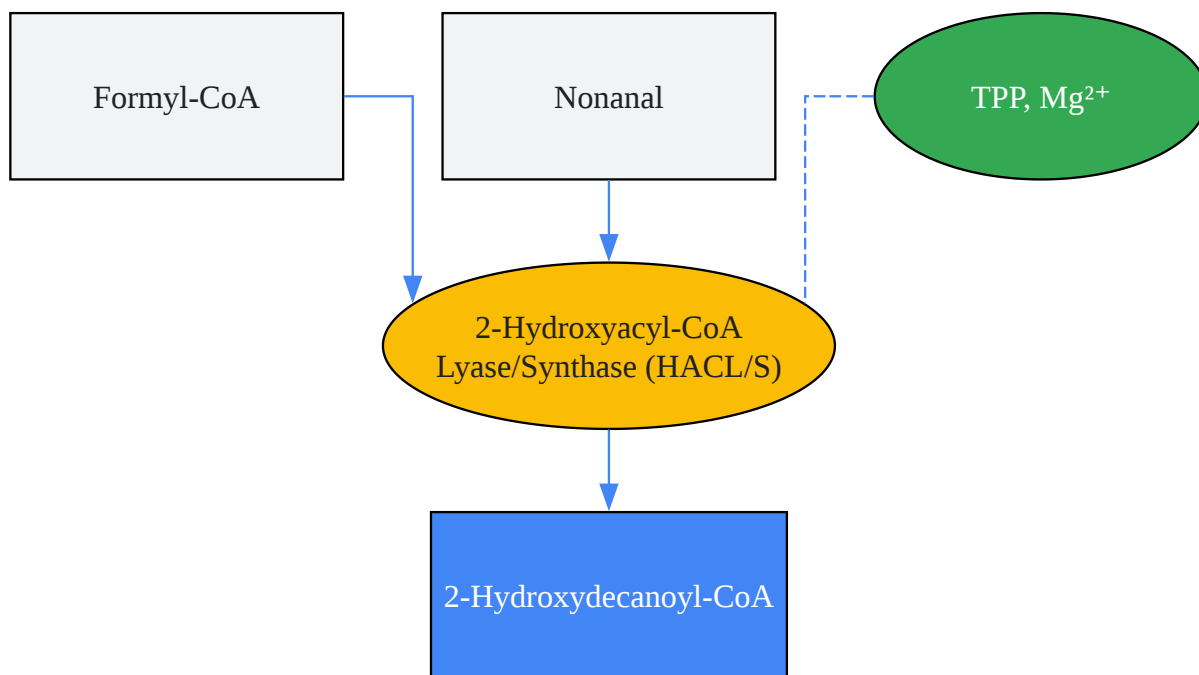 Formyl-CoA
Nonanal
TPP, Mg²⁺
2-Hydroxyacyl-CoA
Lyase/Synthase (HACL/S)
2-Hydroxydecanoyl-CoA